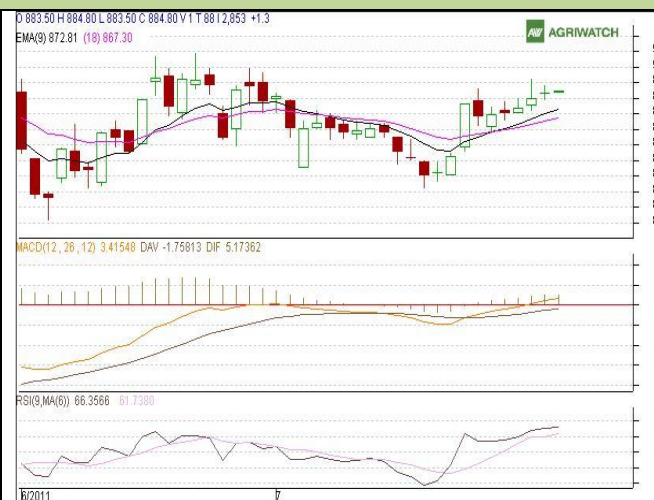 O 883.50 H 884.80 L 883.50 C 884.80 V 1 T 88 I 2,853 +1.3
EMA(9) 872.81 (18) 867.30
AW AGRIWATCH
MACD(12,26,12) 3.41548 DAV -1.75813 DIF 5.17362
RSI(9,MA(6)) 66.3566 61.7380
6/2011 7